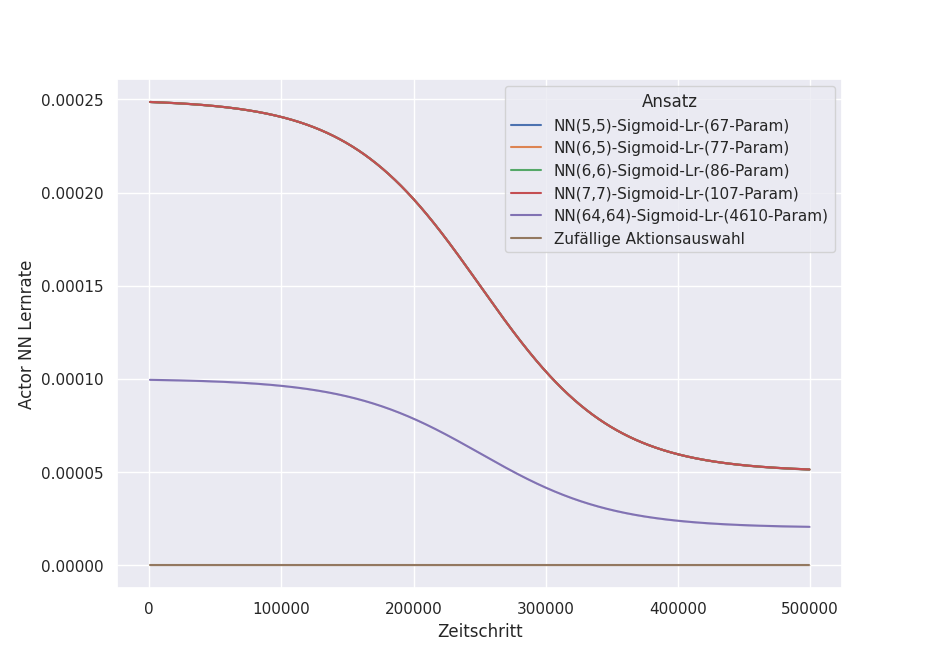 Ansatz
NN(5,5)-Sigmoid-Lr-(67-Param)
NN(6,5)-Sigmoid-Lr-(77-Param)
NN(6,6)-Sigmoid-Lr-(86-Param)
NN(7,7)-Sigmoid-Lr-(107-Param)
NN(64,64)-Sigmoid-Lr-(4610-Param)
Zufällige Aktionsauswahl
Actor NN Lernrate
0.00025
0.00020
0.00015
0.00010
0.00005
0.00000
0 100000 200000 300000 400000 500000
Zeitschritt